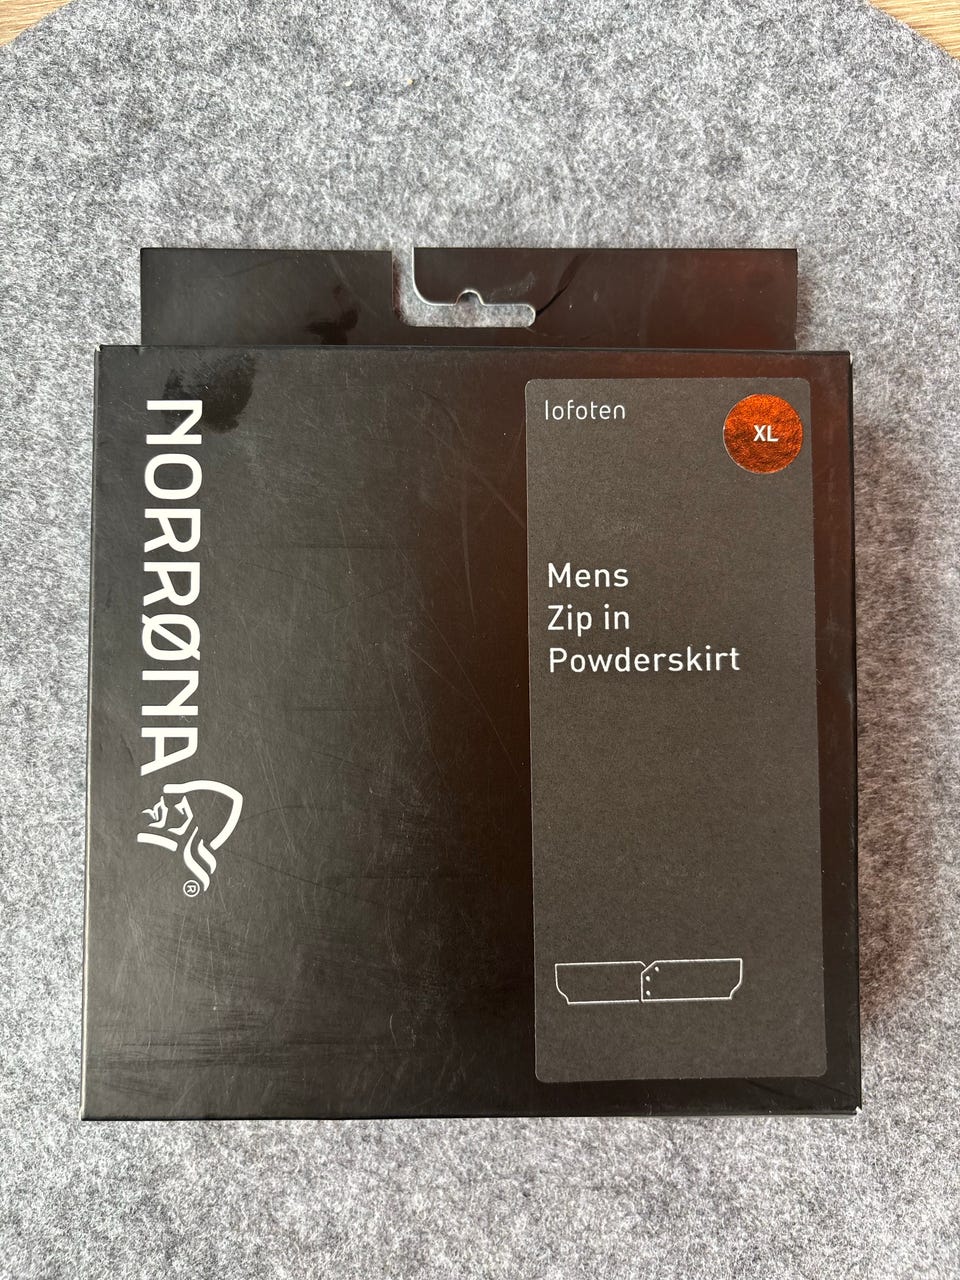 NORRØNA
®
lofoten
XL
Mens
Zip in
Powderskirt